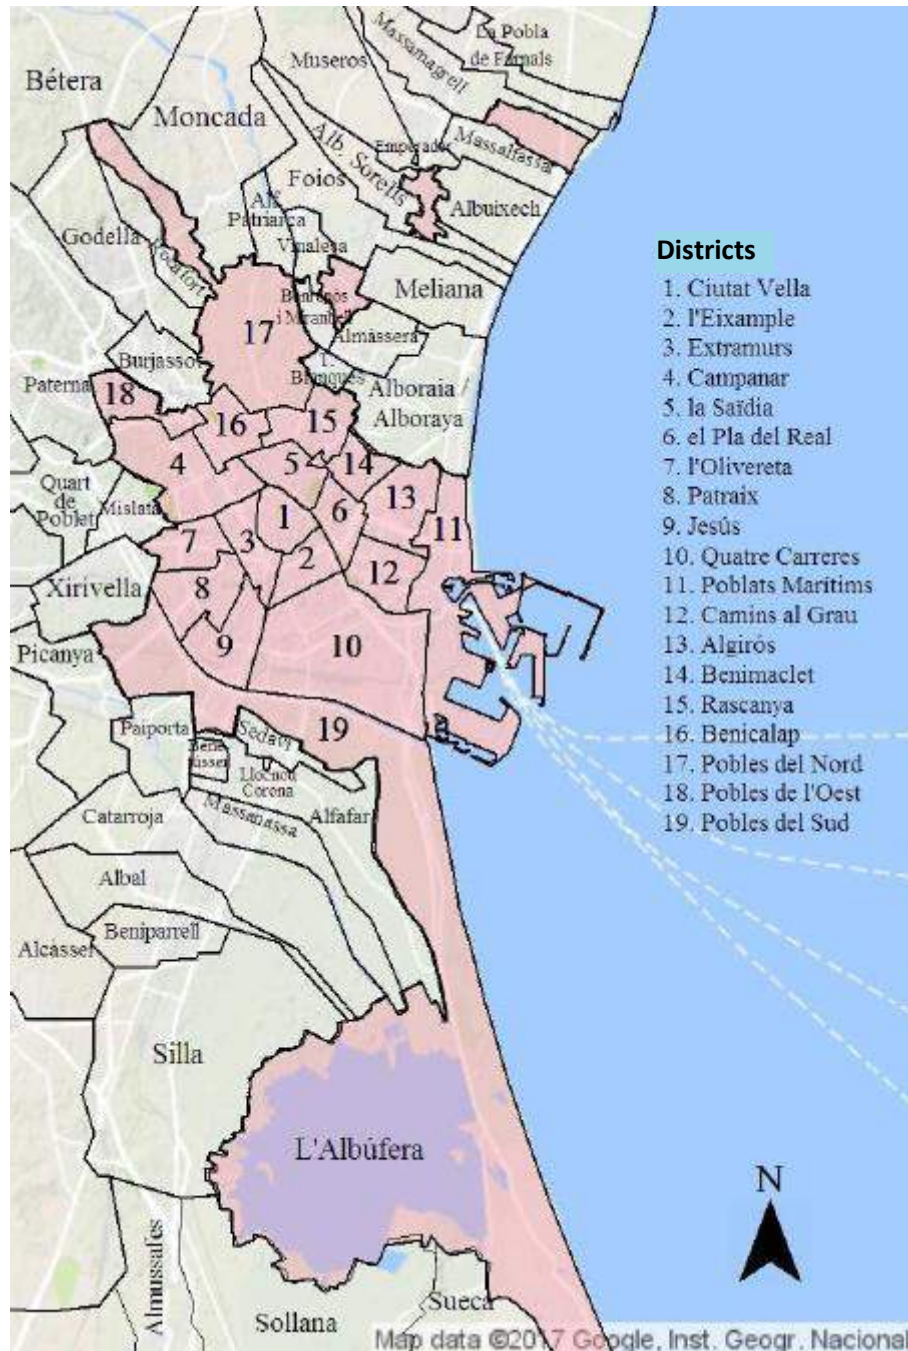 La Pobla
de Farnals
Massamagrell
Museros
Bétera
Moncada
Alb. Sorells
Emperador
Massalfassar
Foios
Albuixech
Alf.
Patriarca
Godella
Rocafort
Vinalesa
Meliana
Bonrepòs
i Mirambell
17
Almàssera
Burjassot
Paterna
T.
Blanques
Alboraia /
Alboraya
18
16
15
4
5
14
13
Quart
de
Poblet
Mislata
1
6
11
7
3
2
12
Xirivella
8
9
10
Picanya
Paiporta
Sedaví
19
Bene
tússer
Llocnou
Corona
Massanassa
Alfafar
Catarroja
Albal
Beniparrell
Alcàsser
Silla
L'Albúfera
Almussafes
Sollana
Sueca
Districts
1. Ciutat Vella
2. l'Eixample
3. Extramurs
4. Campanar
5. la Saïdia
6. el Pla del Real
7. l'Olivereta
8. Patraix
9. Jesús
10. Quatre Carreres
11. Poblats Marítims
12. Camins al Grau
13. Algirós
14. Benimaclet
15. Rascanya
16. Benicalap
17. Pobles del Nord
18. Pobles de l'Oest
19. Pobles del Sud
N
Map data ©2017 Google, Inst. Geogr. Nacional